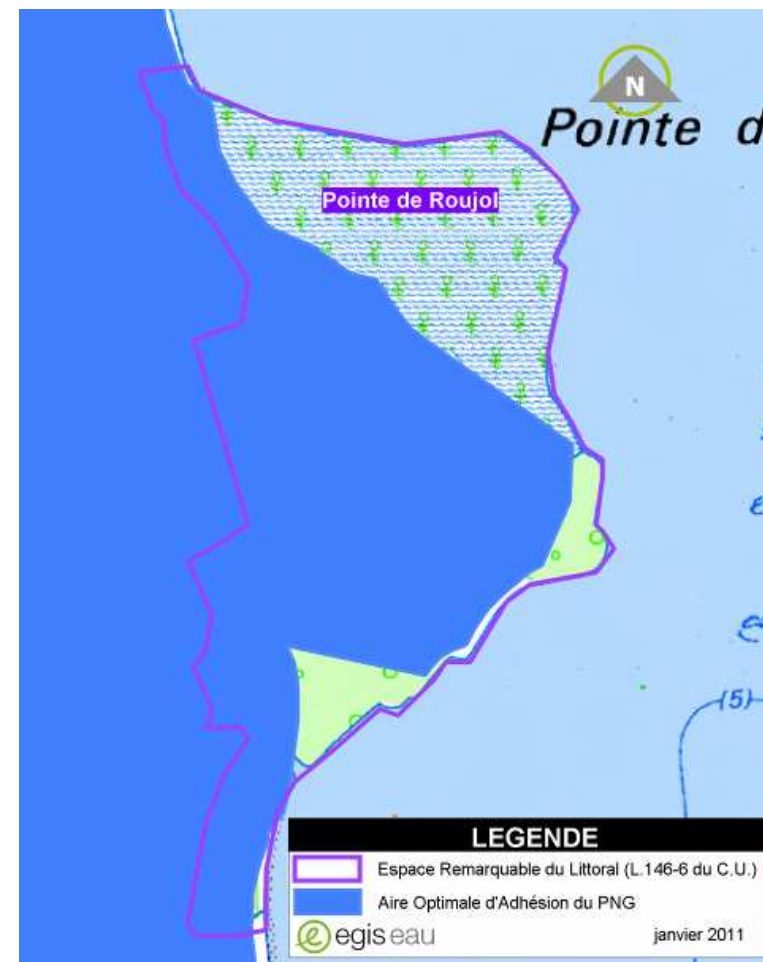 N
Pointe d
Pointe de Roujol
(5)
LEGENDE
Espace Remarquable du Littoral (L.146-6 du C.U.)
Aire Optimale d'Adhésion du PNG
egis eau
janvier 2011